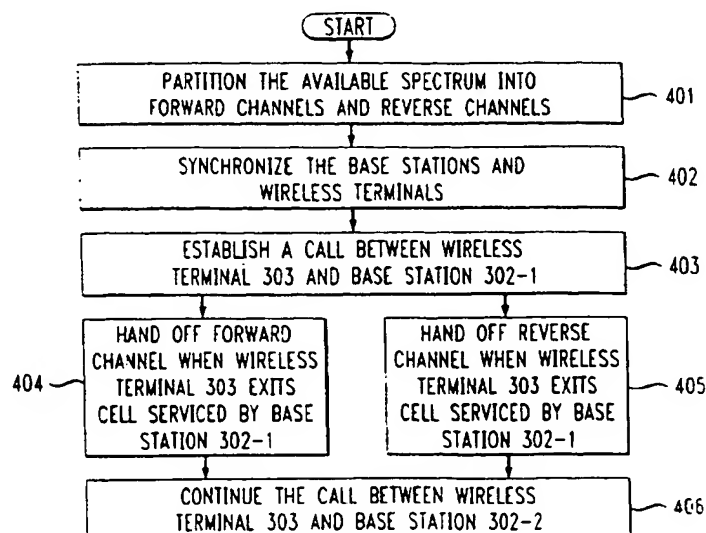 START
PARTITION THE AVAILABLE SPECTRUM INTO
FORWARD CHANNELS AND REVERSE CHANNELS
401
SYNCHRONIZE THE BASE STATIONS AND
WIRELESS TERMINALS
402
ESTABLISH A CALL BETWEEN WIRELESS
TERMINAL 303 AND BASE STATION 302-1
403
HAND OFF FORWARD
CHANNEL WHEN WIRELESS
TERMINAL 303 EXITS
CELL SERVICED BY BASE
STATION 302-1
404
HAND OFF REVERSE
CHANNEL WHEN WIRELESS
TERMINAL 303 EXITS
CELL SERVICED BY BASE
STATION 302-1
405
CONTINUE THE CALL BETWEEN WIRELESS
TERMINAL 303 AND BASE STATION 302-2
406